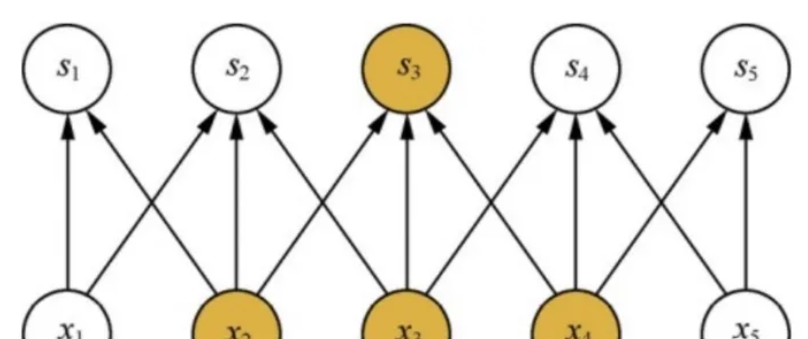 s₁ s₂ s₃ s₄ s₅
x₁ x₂ x₃ x₄ x₅